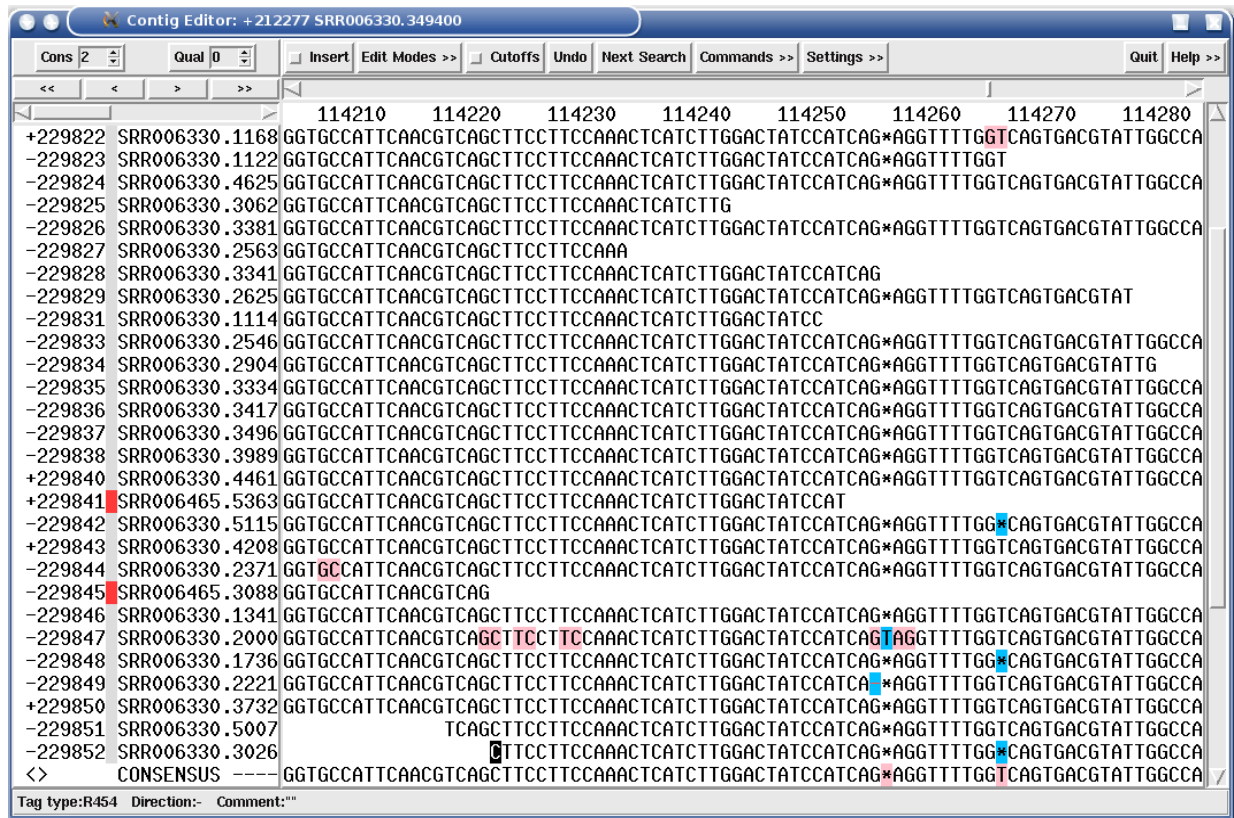 Contig Editor: +212277 SRR006330.349400
Cons 2 Qual 0 Insert Edit Modes >> Cutoffs Undo Next Search Commands >> Settings >> Quit Help >>
<< < > >>
114210 114220 114230 114240 114250 114260 114270 114280
+229822 SRR006330.1168 GGTGCCATTCAACGTCAGCTTCCTTCCAAACTCATCTTGGACTATCCATCAG*AGGTTTTGGTCAGTGACGTATTGGCCA
-229823 SRR006330.1122 GGTGCCATTCAACGTCAGCTTCCTTCCAAACTCATCTTGGACTATCCATCAG*AGGTTTTGGT
-229824 SRR006330.4625 GGTGCCATTCAACGTCAGCTTCCTTCCAAACTCATCTTGGACTATCCATCAG*AGGTTTTGGTCAGTGACGTATTGGCCA
-229825 SRR006330.3062 GGTGCCATTCAACGTCAGCTTCCTTCCAAACTCATCTTG
-229826 SRR006330.3381 GGTGCCATTCAACGTCAGCTTCCTTCCAAACTCATCTTGGACTATCCATCAG*AGGTTTTGGTCAGTGACGTATTGGCCA
-229827 SRR006330.2563 GGTGCCATTCAACGTCAGCTTCCTTCCAAA
-229828 SRR006330.3341 GGTGCCATTCAACGTCAGCTTCCTTCCAAACTCATCTTGGACTATCCATCAG
-229829 SRR006330.2625 GGTGCCATTCAACGTCAGCTTCCTTCCAAACTCATCTTGGACTATCCATCAG*AGGTTTTGGTCAGTGACGTAT
-229831 SRR006330.1114 GGTGCCATTCAACGTCAGCTTCCTTCCAAACTCATCTTGGACTATCC
-229833 SRR006330.2546 GGTGCCATTCAACGTCAGCTTCCTTCCAAACTCATCTTGGACTATCCATCAG*AGGTTTTGGTCAGTGACGTATTGGCCA
-229834 SRR006330.2904 GGTGCCATTCAACGTCAGCTTCCTTCCAAACTCATCTTGGACTATCCATCAG*AGGTTTTGGTCAGTGACGTATTG
-229835 SRR006330.3334 GGTGCCATTCAACGTCAGCTTCCTTCCAAACTCATCTTGGACTATCCATCAG*AGGTTTTGGTCAGTGACGTATTGGCCA
-229836 SRR006330.3417 GGTGCCATTCAACGTCAGCTTCCTTCCAAACTCATCTTGGACTATCCATCAG*AGGTTTTGGTCAGTGACGTATTGGCCA
-229837 SRR006330.3496 GGTGCCATTCAACGTCAGCTTCCTTCCAAACTCATCTTGGACTATCCATCAG*AGGTTTTGGTCAGTGACGTATTGGCCA
-229838 SRR006330.3989 GGTGCCATTCAACGTCAGCTTCCTTCCAAACTCATCTTGGACTATCCATCAG*AGGTTTTGGTCAGTGACGTATTGGCCA
+229840 SRR006330.4461 GGTGCCATTCAACGTCAGCTTCCTTCCAAACTCATCTTGGACTATCCATCAG*AGGTTTTGGTCAGTGACGTATTGGCCA
+229841 SRR006465.5363 GGTGCCATTCAACGTCAGCTTCCTTCCAAACTCATCTTGGACTATCCAT
-229842 SRR006330.5115 GGTGCCATTCAACGTCAGCTTCCTTCCAAACTCATCTTGGACTATCCATCAG*AGGTTTTGG*CAGTGACGTATTGGCCA
+229843 SRR006330.4208 GGTGCCATTCAACGTCAGCTTCCTTCCAAACTCATCTTGGACTATCCATCAG*AGGTTTTGGTCAGTGACGTATTGGCCA
-229844 SRR006330.2371 GGTGCCATTCAACGTCAGCTTCCTTCCAAACTCATCTTGGACTATCCATCAG*AGGTTTTGGTCAGTGACGTATTGGCCA
-229845 SRR006465.3088 GGTGCCATTCAACGTCAG
-229846 SRR006330.1341 GGTGCCATTCAACGTCAGCTTCCTTCCAAACTCATCTTGGACTATCCATCAG*AGGTTTTGGTCAGTGACGTATTGGCCA
-229847 SRR006330.2000 GGTGCCATTCAACGTCAGCTTCCTTCCAAACTCATCTTGGACTATCCATCAGTAGGTTTTGGTCAGTGACGTATTGGCCA
-229848 SRR006330.1736 GGTGCCATTCAACGTCAGCTTCCTTCCAAACTCATCTTGGACTATCCATCAG*AGGTTTTGG*CAGTGACGTATTGGCCA
-229849 SRR006330.2221 GGTGCCATTCAACGTCAGCTTCCTTCCAAACTCATCTTGGACTATCCATCA-*AGGTTTTGGTCAGTGACGTATTGGCCA
+229850 SRR006330.3732 GGTGCCATTCAACGTCAGCTTCCTTCCAAACTCATCTTGGACTATCCATCAG*AGGTTTTGGTCAGTGACGTATTGGCCA
-229851 SRR006330.5007 TCAGCTTCCTTCCAAACTCATCTTGGACTATCCATCAG*AGGTTTTGGTCAGTGACGTATTGGCCA
-229852 SRR006330.3026 CTTCCTTCCAAACTCATCTTGGACTATCCATCAG*AGGTTTTGG*CAGTGACGTATTGGCCA
<> CONSENSUS ---- GGTGCCATTCAACGTCAGCTTCCTTCCAAACTCATCTTGGACTATCCATCAG*AGGTTTTGGTCAGTGACGTATTGGCCA
Tag type:R454 Direction:- Comment:""